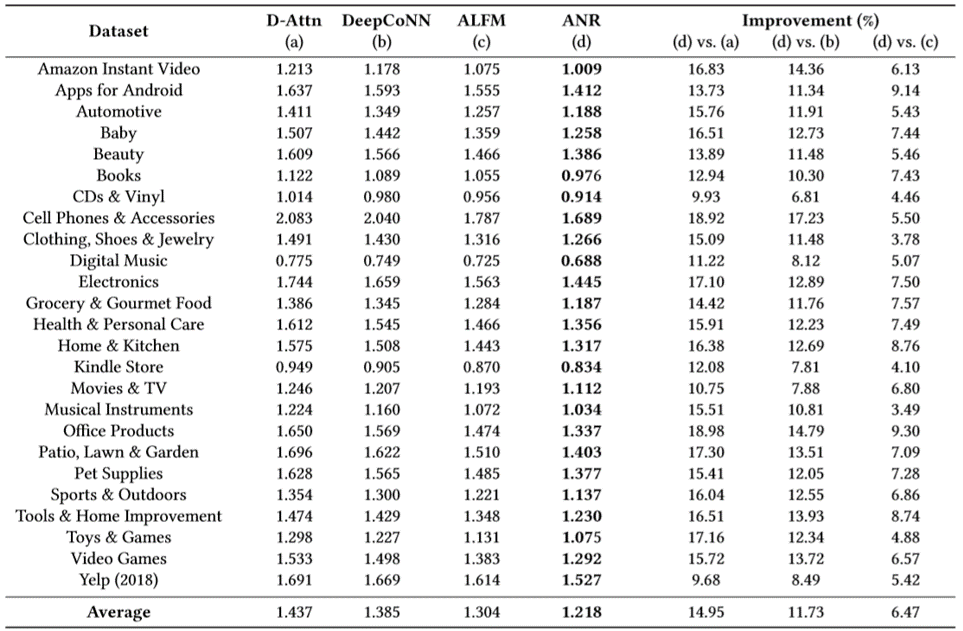 Dataset D-Attn DeepCoNN ALFM ANR Improvement (%)
(a) (b) (c) (d) (d) vs. (a) (d) vs. (b) (d) vs. (c)
Amazon Instant Video 1.213 1.178 1.075 1.009 16.83 14.36 6.13
Apps for Android 1.637 1.593 1.555 1.412 13.73 11.34 9.14
Automotive 1.411 1.349 1.257 1.188 15.76 11.91 5.43
Baby 1.507 1.442 1.359 1.258 16.51 12.73 7.44
Beauty 1.609 1.566 1.466 1.386 13.89 11.48 5.46
Books 1.122 1.089 1.055 0.976 12.94 10.30 7.43
CDs & Vinyl 1.014 0.980 0.956 0.914 9.93 6.81 4.46
Cell Phones & Accessories 2.083 2.040 1.787 1.689 18.92 17.23 5.50
Clothing, Shoes & Jewelry 1.491 1.430 1.316 1.266 15.09 11.48 3.78
Digital Music 0.775 0.749 0.725 0.688 11.22 8.12 5.07
Electronics 1.744 1.659 1.563 1.445 17.10 12.89 7.50
Grocery & Gourmet Food 1.386 1.345 1.284 1.187 14.42 11.76 7.57
Health & Personal Care 1.612 1.545 1.466 1.356 15.91 12.23 7.49
Home & Kitchen 1.575 1.508 1.443 1.317 16.38 12.69 8.76
Kindle Store 0.949 0.905 0.870 0.834 12.08 7.81 4.10
Movies & TV 1.246 1.207 1.193 1.112 10.75 7.88 6.80
Musical Instruments 1.224 1.160 1.072 1.034 15.51 10.81 3.49
Office Products 1.650 1.569 1.474 1.337 18.98 14.79 9.30
Patio, Lawn & Garden 1.696 1.622 1.510 1.403 17.30 13.51 7.09
Pet Supplies 1.628 1.565 1.485 1.377 15.41 12.05 7.28
Sports & Outdoors 1.354 1.300 1.221 1.137 16.04 12.55 6.86
Tools & Home Improvement 1.474 1.429 1.348 1.230 16.51 13.93 8.74
Toys & Games 1.298 1.227 1.131 1.075 17.16 12.34 4.88
Video Games 1.533 1.498 1.383 1.292 15.72 13.72 6.57
Yelp (2018) 1.691 1.669 1.614 1.527 9.68 8.49 5.42
Average 1.437 1.385 1.304 1.218 14.95 11.73 6.47